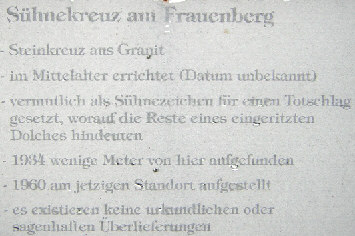 Sühnekreuz am Frauenberg
- Steinkreuz aus Granit
- im Mittelalter errichtet (Datum unbekannt)
- vermutlich als Sühnezeichen für einen Totschlag
gesetzt, worauf die Reste eines eingeritzten
Dolches hindeuten
- 1934 wenige Meter von hier aufgefunden
- 1960 am jetzigen Standort aufgestellt
- es existieren keine urkundlichen oder
sagenhaften Überlieferungen